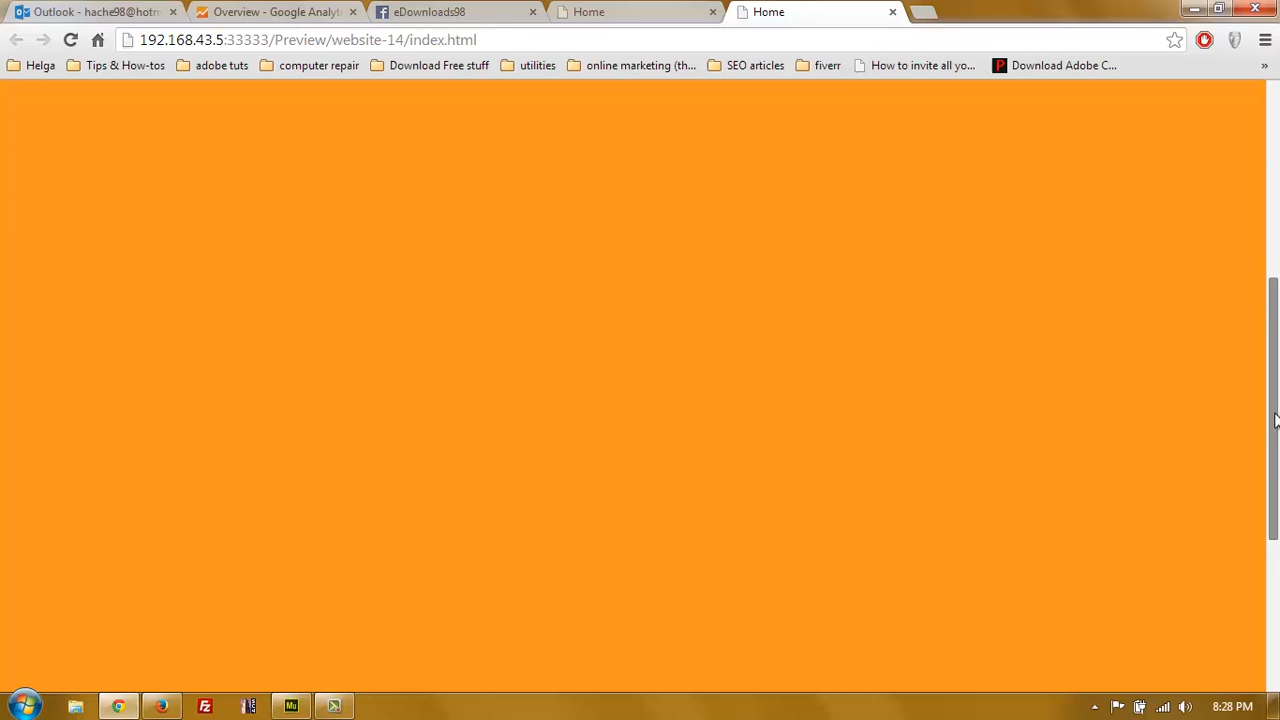 Outlook - hache98@hotm
Overview - Google Analyt
eDownloads98
Home
Home
192.168.43.5:33333/Preview/website-14/index.html
Helga
Tips & How-tos
adobe tuts
computer repair
Download Free stuff
utilities
online marketing (th...
SEO articles
fiverr
How to invite all yo...
P
Download Adobe C...
»
Fz
Mu
8:28 PM